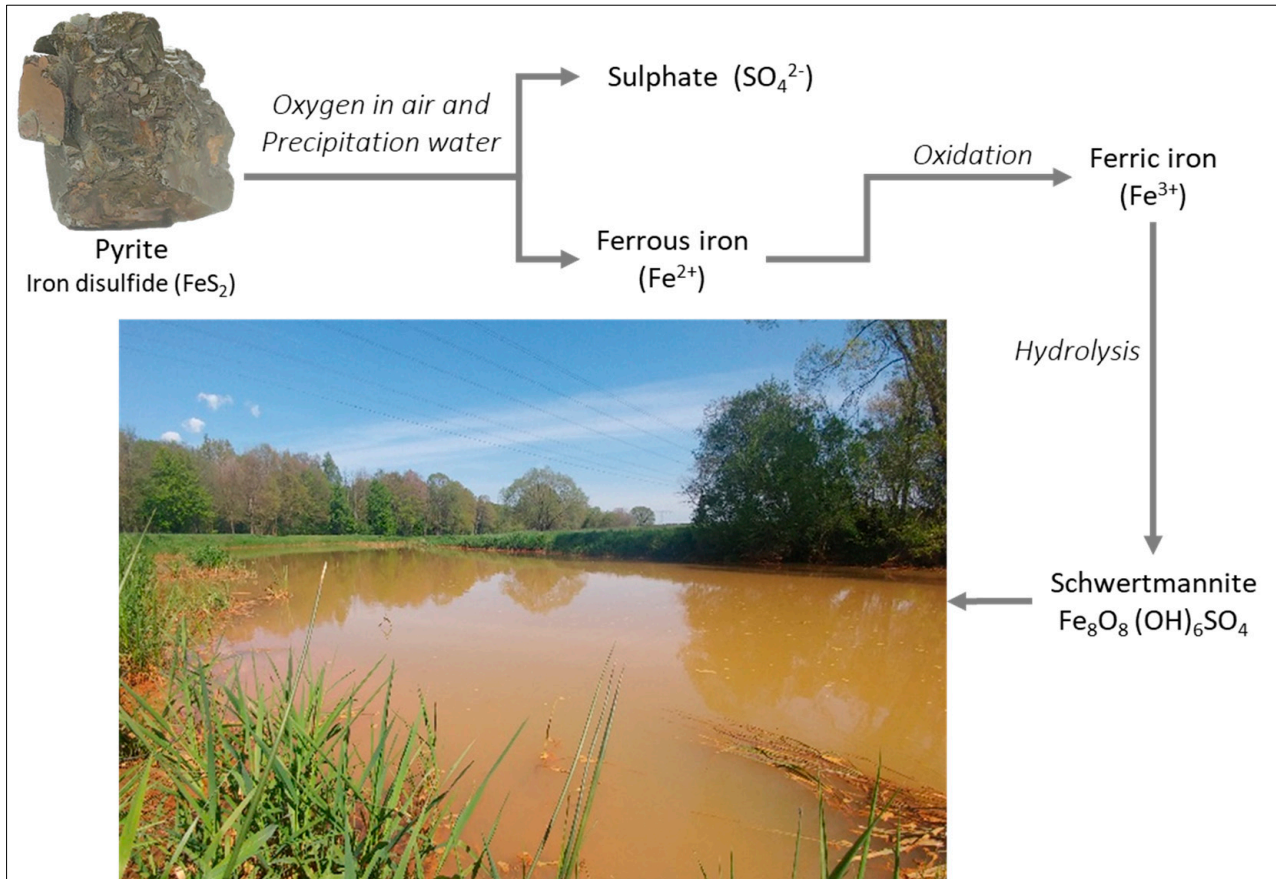 Oxygen in air and
Precipitation water
Sulphate (SO₄²⁻)
Oxidation
Ferric iron
(Fe³⁺)
Pyrite
Iron disulfide (FeS₂)
Ferrous iron
(Fe²⁺)
Hydrolysis
Schwertmannite
Fe₈O₈ (OH)₆SO₄